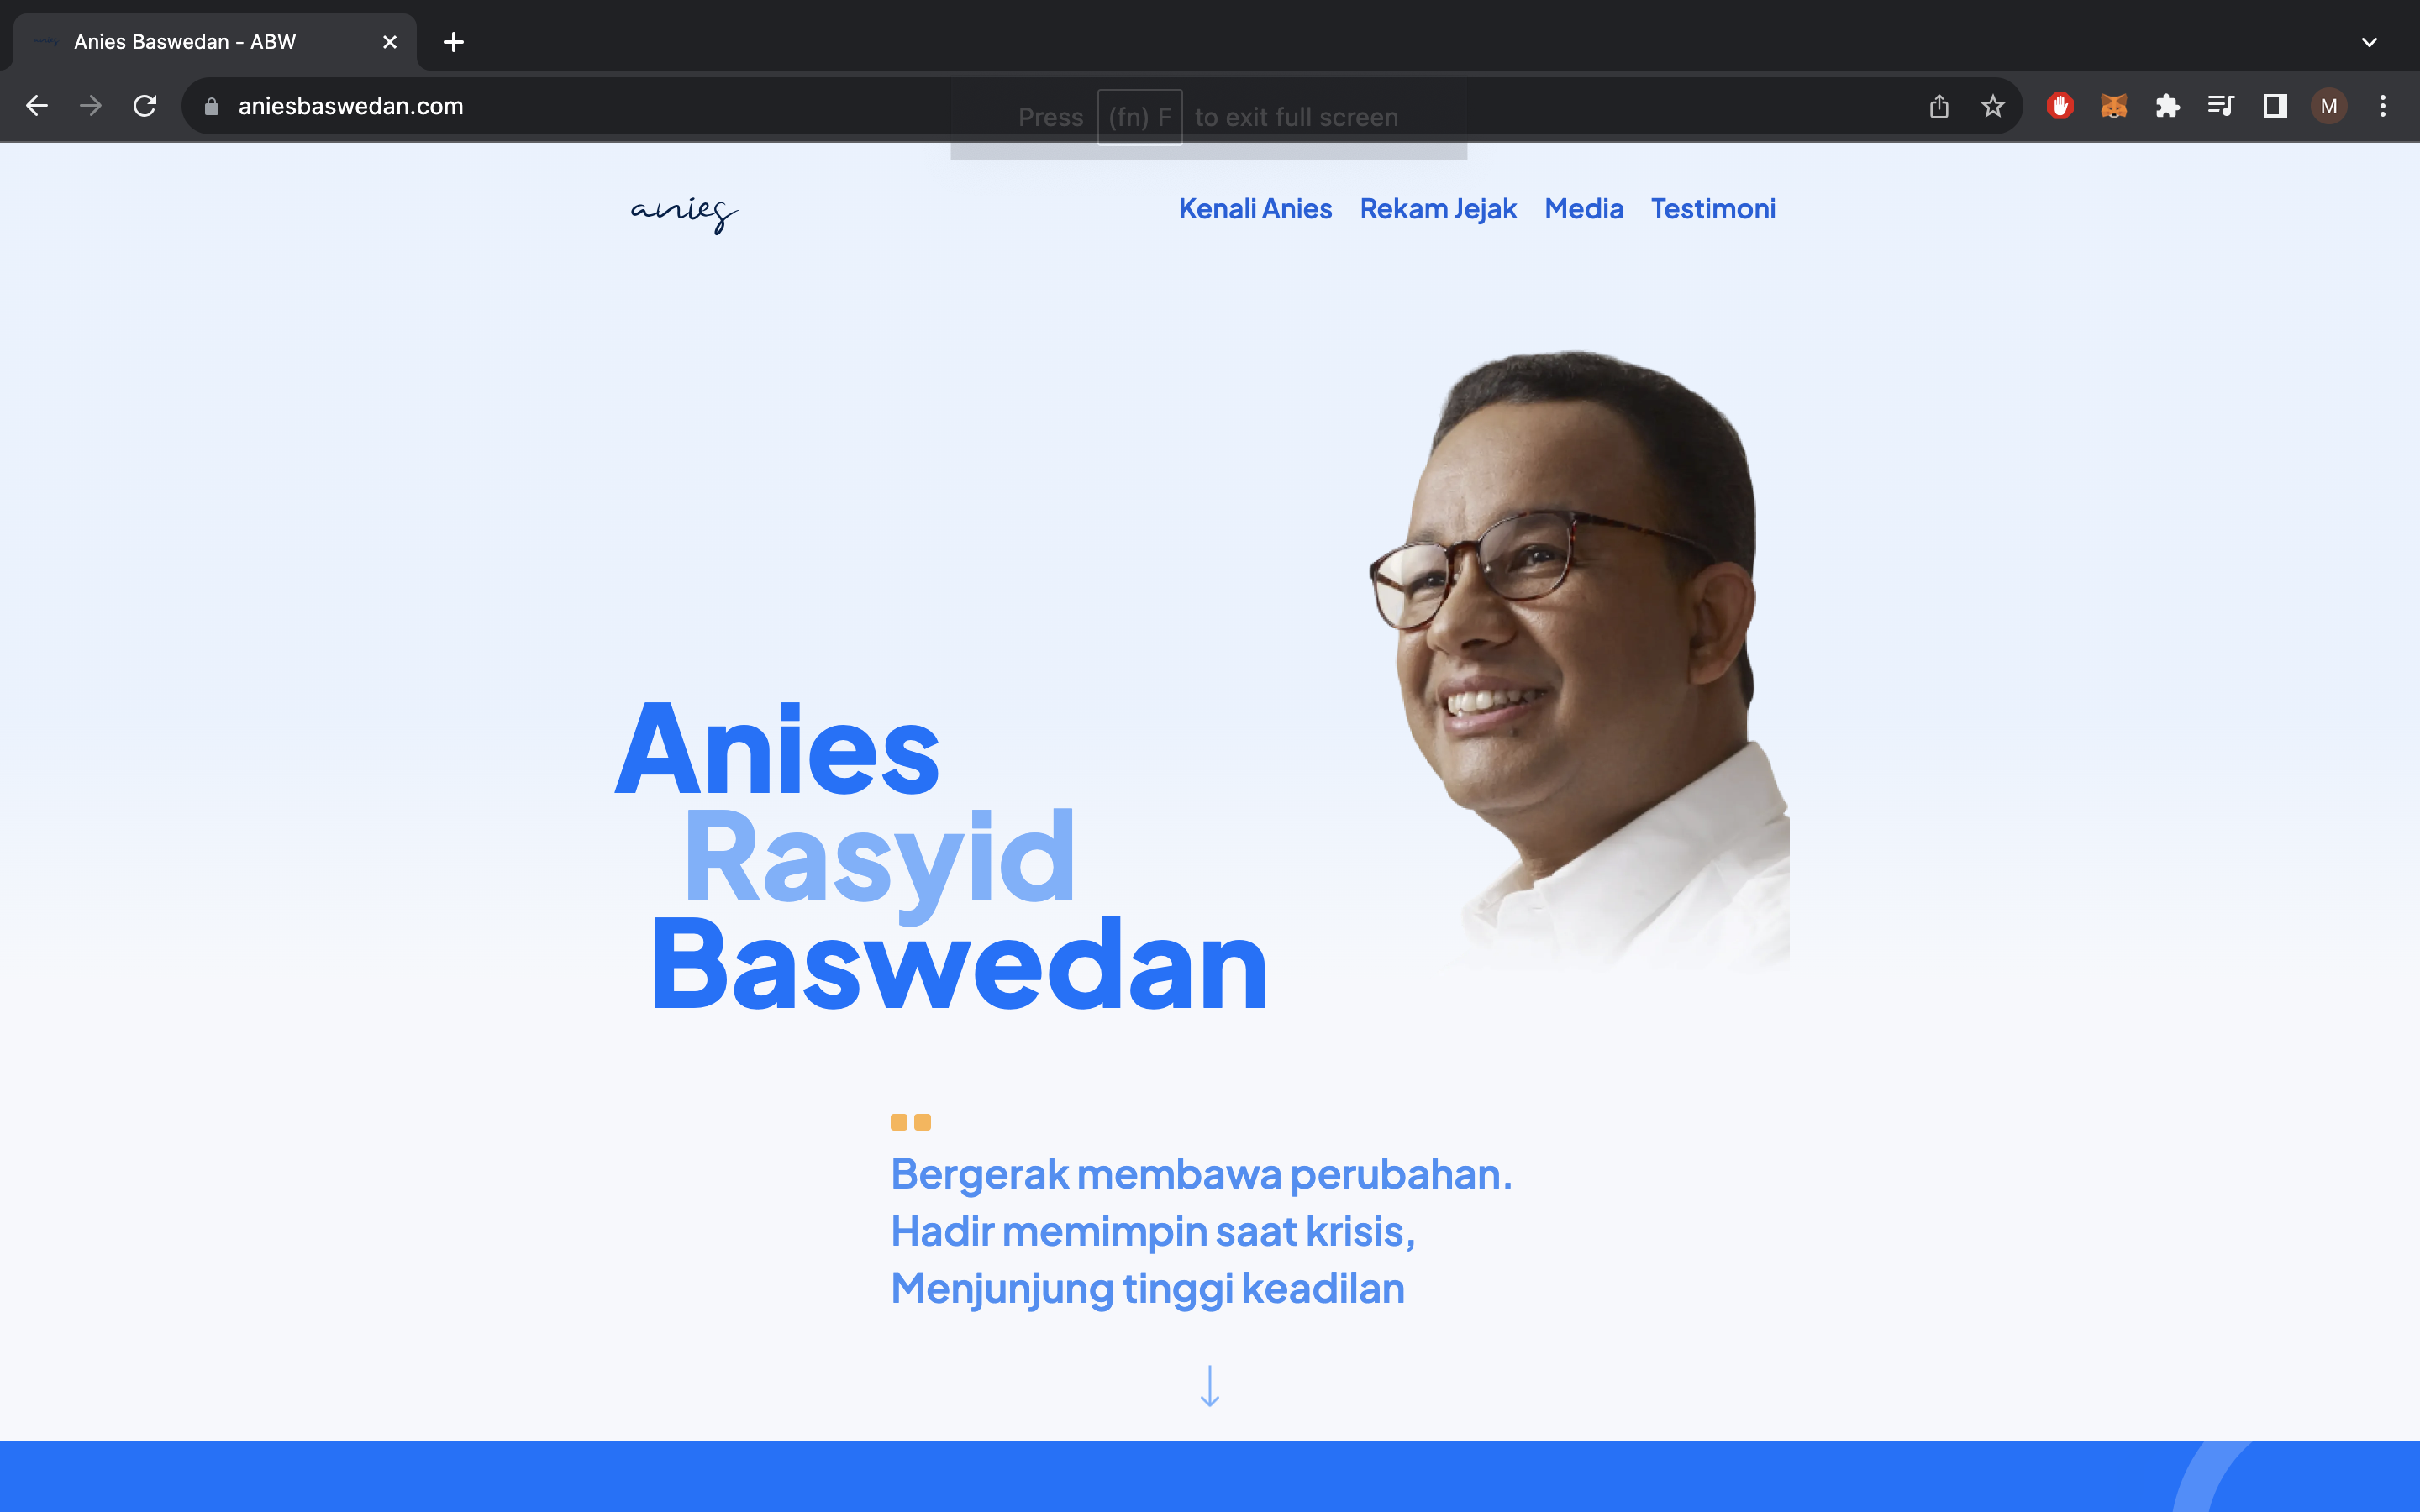 Anies Baswedan - ABW
aniesbaswedan.com
Press (fn) F to exit full screen
M
anies
Kenali Anies Rekam Jejak Media Testimoni
Anies
Rasyid
Baswedan
Bergerak membawa perubahan.
Hadir memimpin saat krisis,
Menjunjung tinggi keadilan